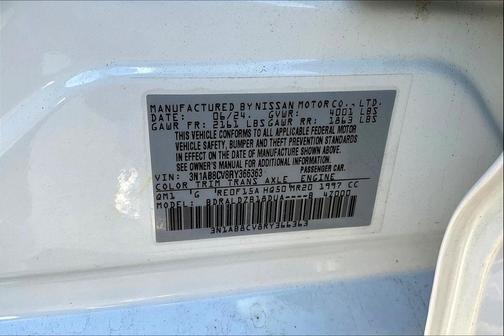 MANUFACTURED BY NISSAN MOTOR CO., LTD.
DATE: 06/24. GVWR: 4001 LBS
GAWR FR: 2161 LBS GAWR RR: 1863 LBS
THIS VEHICLE CONFORMS TO ALL APPLICABLE FEDERAL MOTOR
VEHICLE SAFETY, BUMPER AND THEFT PREVENTION STANDARDS
IN EFFECT ON THE DATE OF MANUFACTURE SHOWN ABOVE.
SEE OWNER'S MANUAL FOR ADDITIONAL INFORMATION.
VIN: 3N1AB8CV8RY366363 PASSENGER CAR.
COLOR TRIM TRANS AXLE ENGINE
QM1 G RE0F15A HQ50 MR20 1997 CC
MODEL: BDRALDZB18DUA----B 47000
3N1AB8CV8RY366363